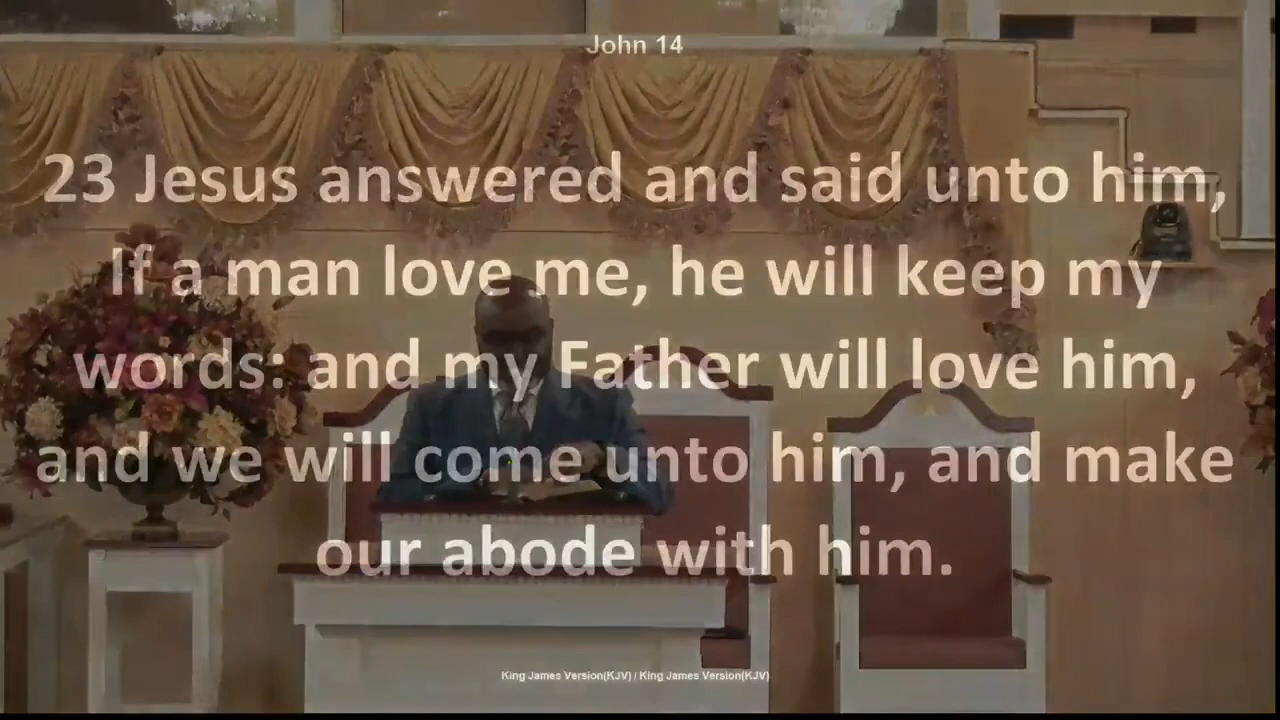 John 14
23 Jesus answered and said unto him,
If a man love me, he will keep my
words: and my Father will love him,
and we will come unto him, and make
our abode with him.
King James Version(KJV) / King James Version(KJV)